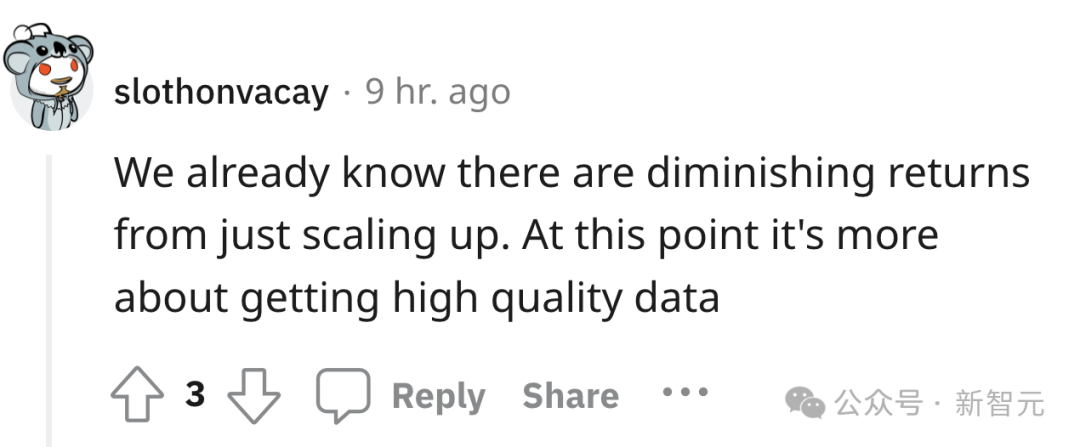 slothonvacay · 9 hr. ago
We already know there are diminishing returns
from just scaling up. At this point it's more
about getting high quality data
3 Reply Share ···
公众号 · 新智元